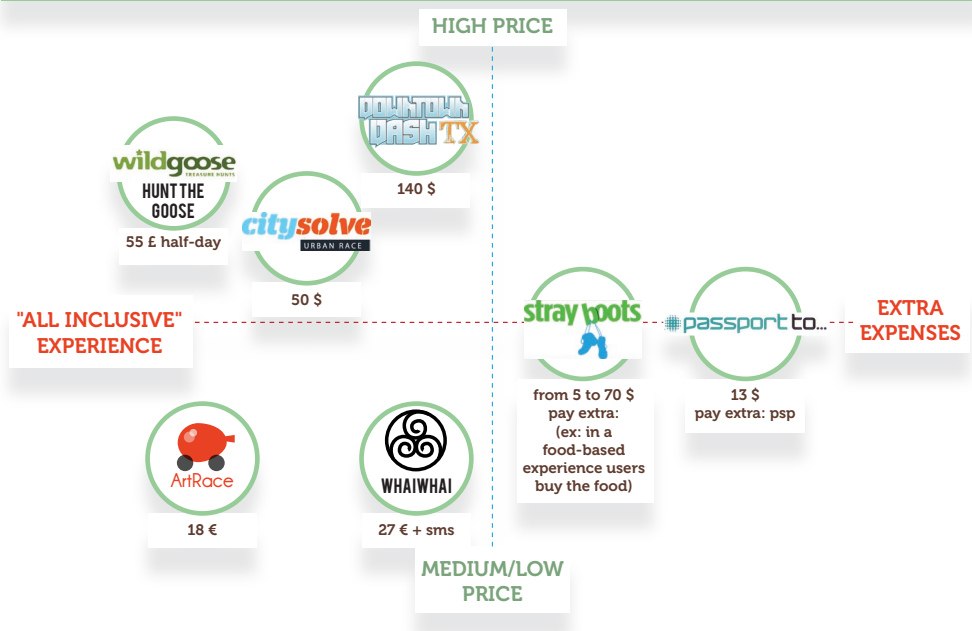 HIGH PRICE
DOWNTOWN
DASH TX
140 $
wildgoose
TREASURE HUNTS
HUNT THE
GOOSE
55 £ half-day
citysolve
URBAN RACE
50 $
"ALL INCLUSIVE"
EXPERIENCE
stray boots
from 5 to 70 $
pay extra:
(ex: in a
food-based
experience users
buy the food)
passport to...
13 $
pay extra: psp
EXTRA
EXPENSES
ArtRace
18 €
WHAIWHAI
27 € + sms
MEDIUM/LOW
PRICE